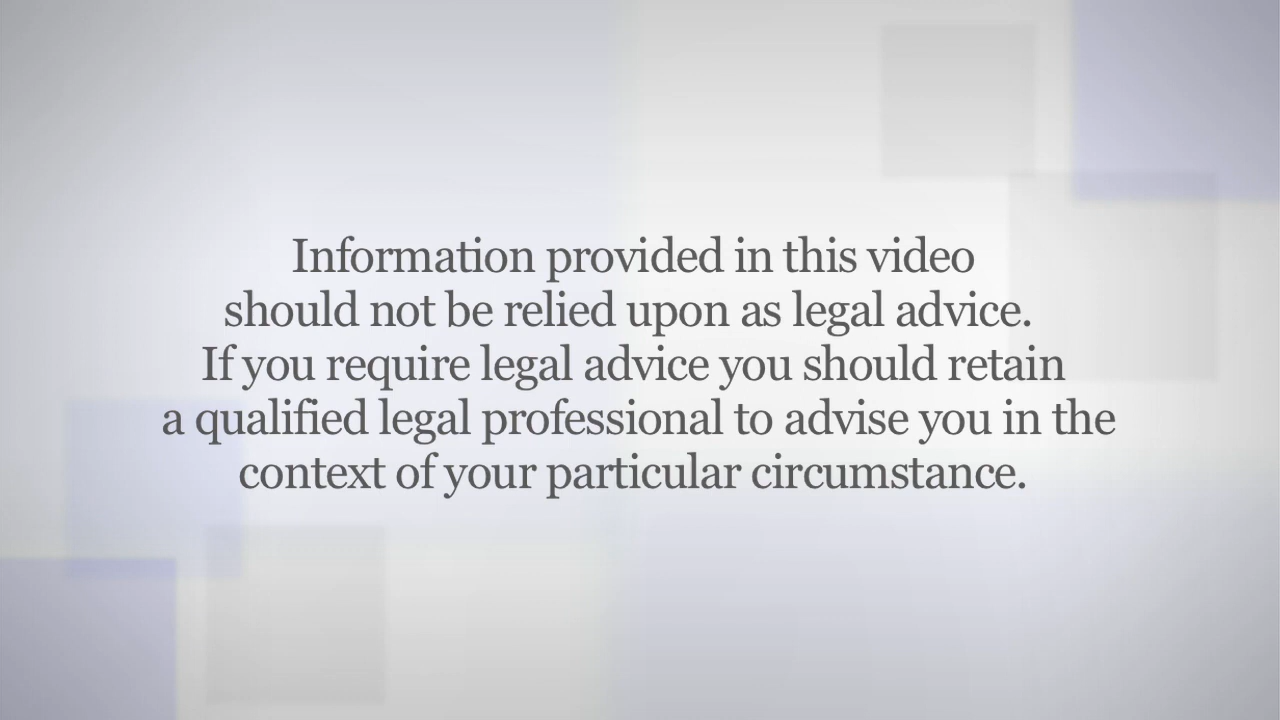 Information provided in this video
should not be relied upon as legal advice.
If you require legal advice you should retain
a qualified legal professional to advise you in the
context of your particular circumstance.